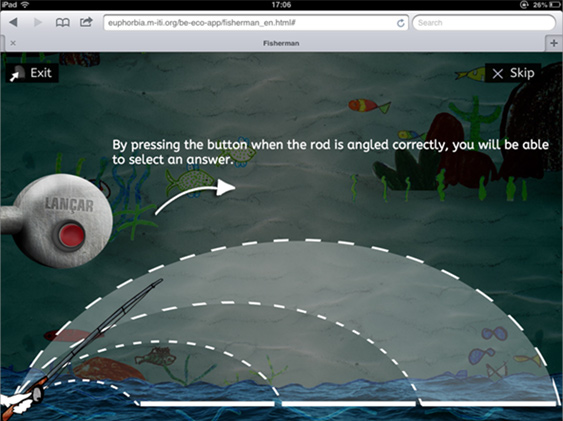 iPad 17:06 26%
euphorbia.m-iti.org/be-eco-app/fisherman_en.html# Search
Fisherman
Exit Skip
By pressing the button when the rod is angled correctly, you will be able
to select an answer.
LANÇAR